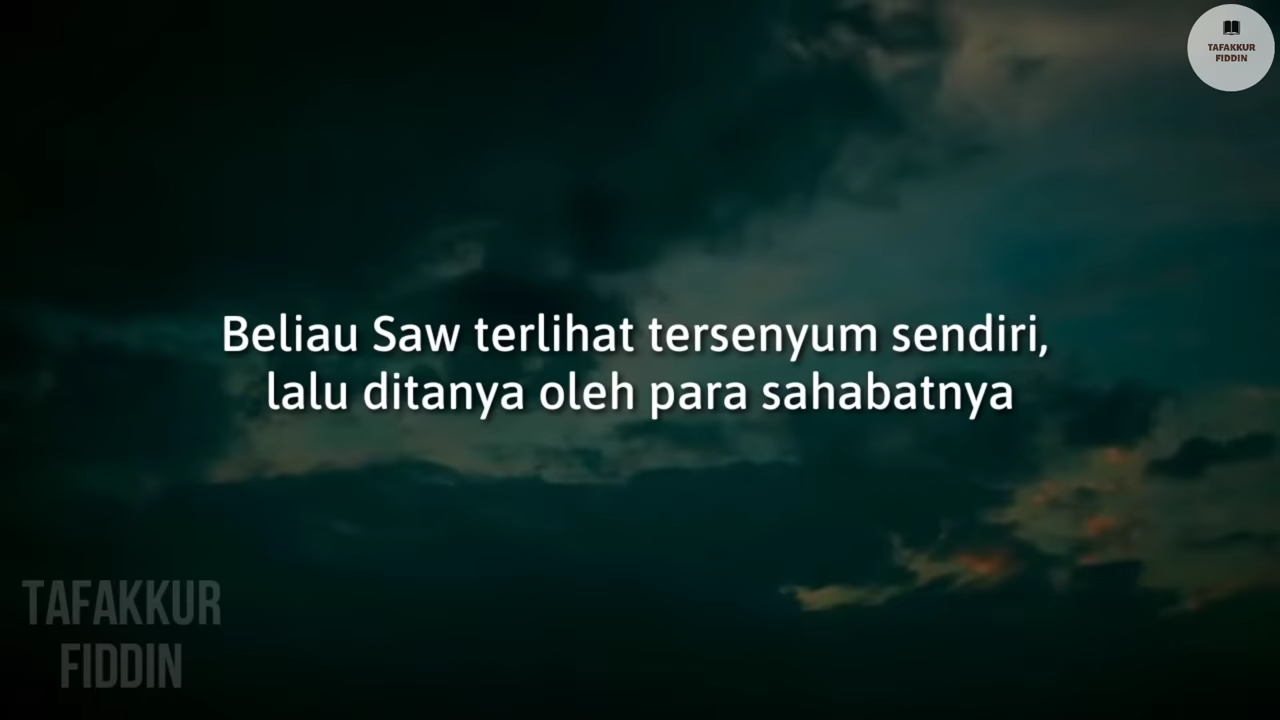 TAFAKKUR
FIDDIN
Beliau Saw terlihat tersenyum sendiri,
lalu ditanya oleh para sahabatnya
TAFAKKUR
FIDDIN